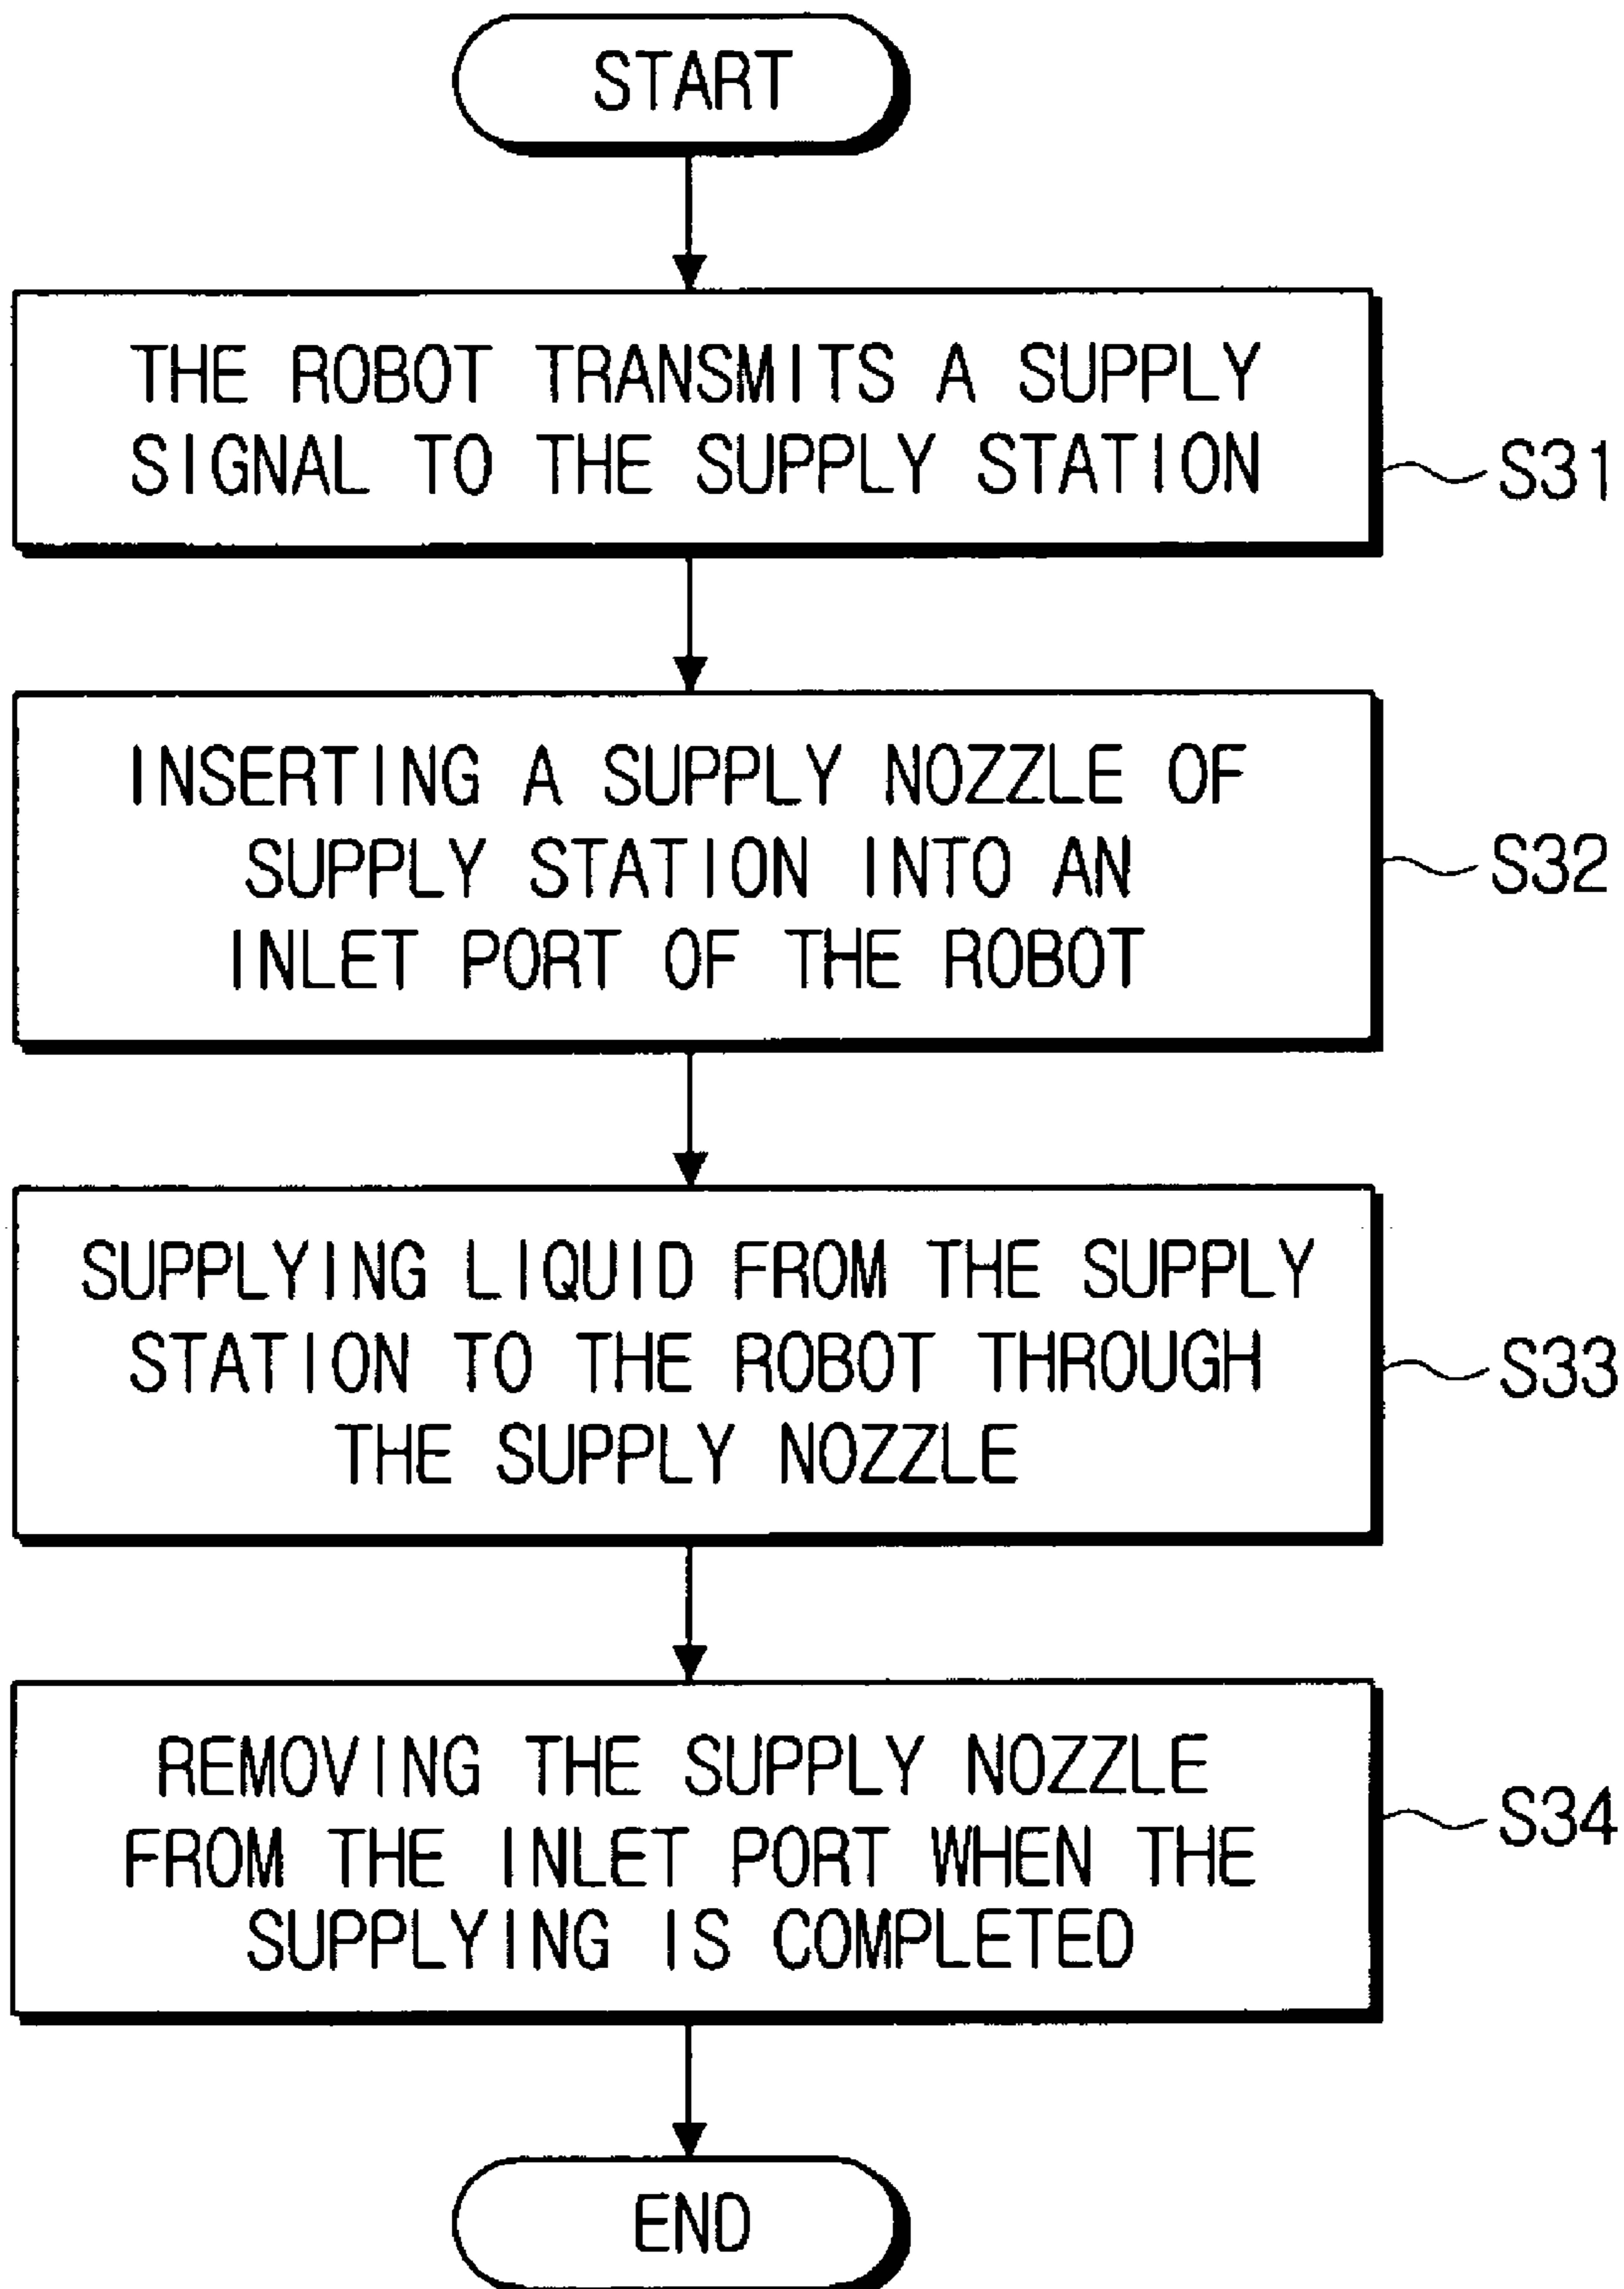 START
THE ROBOT TRANSMITS A SUPPLY
SIGNAL TO THE SUPPLY STATION
S31
INSERTING A SUPPLY NOZZLE OF
SUPPLY STATION INTO AN
INLET PORT OF THE ROBOT
S32
SUPPLYING LIQUID FROM THE SUPPLY
STATION TO THE ROBOT THROUGH
THE SUPPLY NOZZLE
S33
REMOVING THE SUPPLY NOZZLE
FROM THE INLET PORT WHEN THE
SUPPLYING IS COMPLETED
S34
END